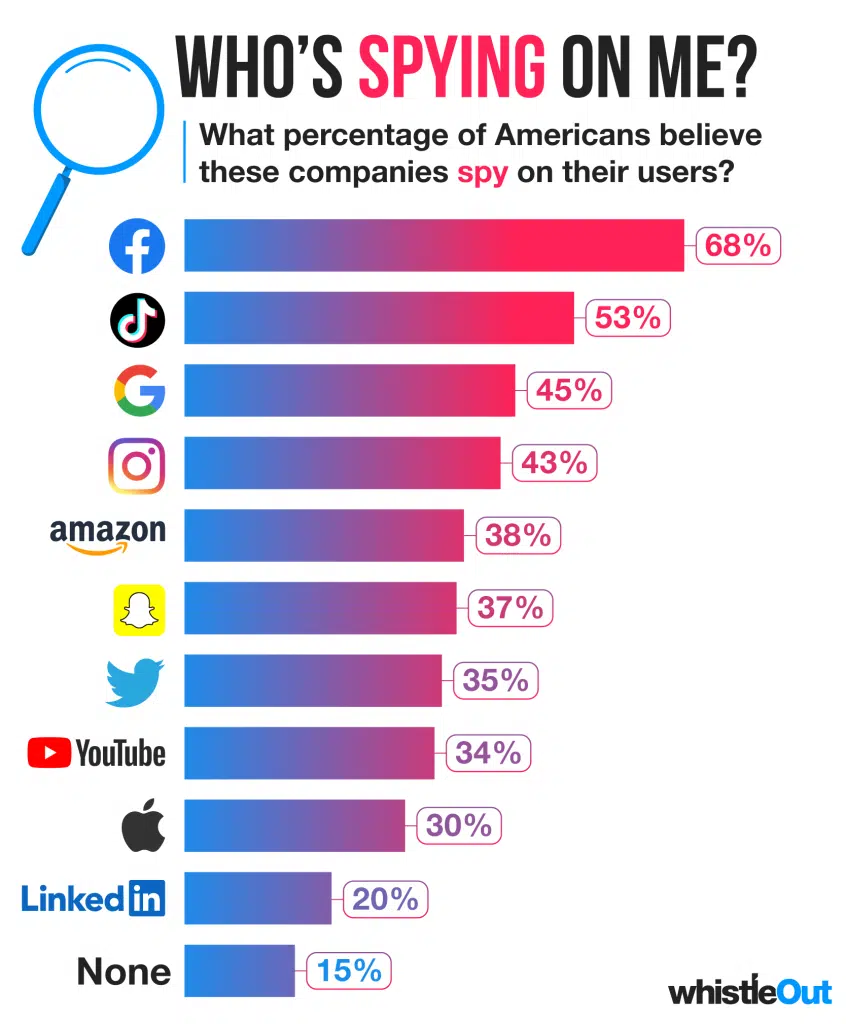 WHO'S SPYING ON ME?
What percentage of Americans believe
these companies spy on their users?
68%
53%
45%
43%
amazon 38%
37%
35%
YouTube 34%
30%
Linkedin 20%
None 15%
whistleOut